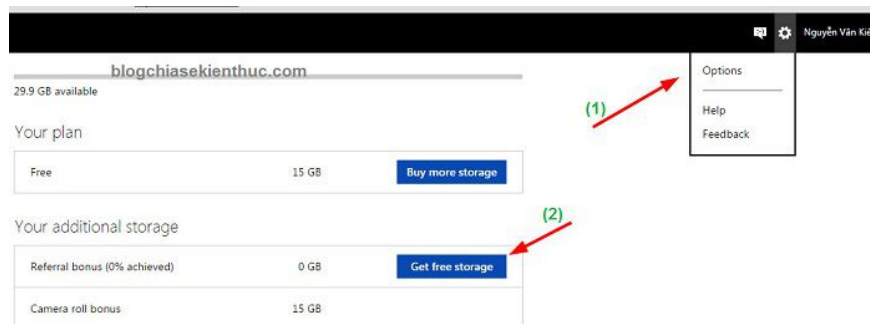 Nguyễn Văn Kiê
blogchiasekienthuc.com
29.9 GB available
Options
Help
Feedback
(1)
Your plan
Free 15 GB Buy more storage
Your additional storage
(2)
Referral bonus (0% achieved) 0 GB Get free storage
Camera roll bonus 15 GB